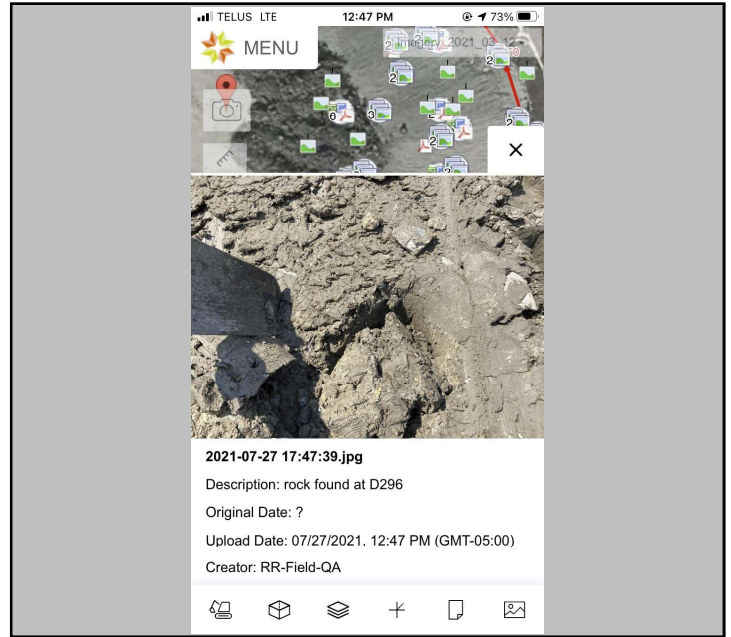 TELUS LTE 12:47 PM 73%
MENU
Imagery_2021_03_12
2021-07-27 17:47:39.jpg
Description: rock found at D296
Original Date: ?
Upload Date: 07/27/2021, 12:47 PM (GMT-05:00)
Creator: RR-Field-QA